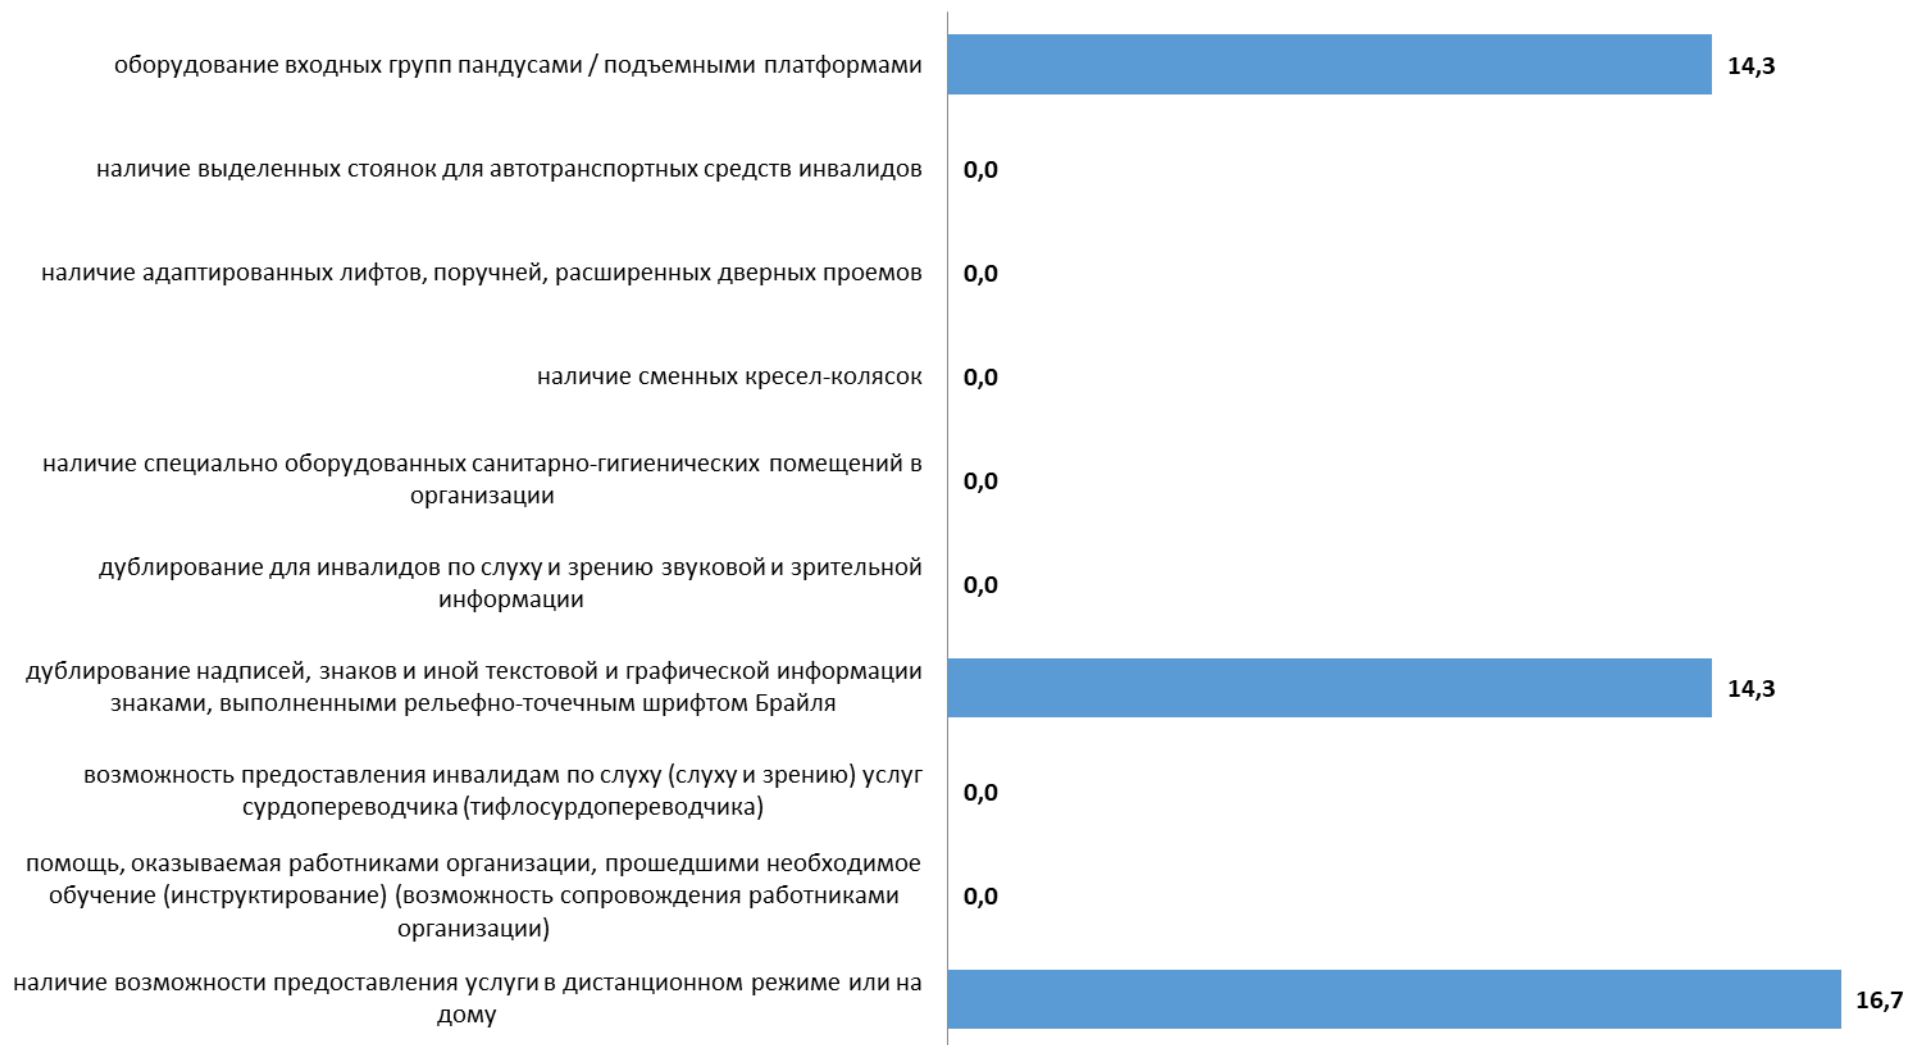 оборудование входных групп пандусами / подъемными платформами
14,3
наличие выделенных стоянок для автотранспортных средств инвалидов
0,0
наличие адаптированных лифтов, поручней, расширенных дверных проемов
0,0
наличие сменных кресел-колясок
0,0
наличие специально оборудованных санитарно-гигиенических помещений в
организации
0,0
дублирование для инвалидов по слуху и зрению звуковой и зрительной
информации
0,0
дублирование надписей, знаков и иной текстовой и графической информации
знаками, выполненными рельефно-точечным шрифтом Брайля
14,3
возможность предоставления инвалидам по слуху (слуху и зрению) услуг
сурдопереводчика (тифлосурдопереводчика)
0,0
помощь, оказываемая работниками организации, прошедшими необходимое
обучение (инструктирование) (возможность сопровождения работниками
организации)
0,0
наличие возможности предоставления услуги в дистанционном режиме или на
дому
16,7